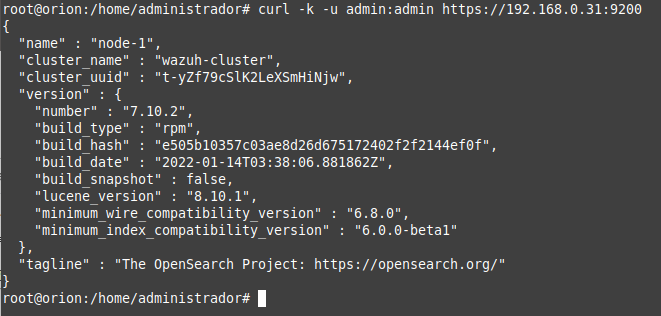 root@orion:/home/administrador# curl -k -u admin:admin https://192.168.0.31:9200
{
  "name" : "node-1",
  "cluster_name" : "wazuh-cluster",
  "cluster_uuid" : "t-yZf79cSlK2LeXSmHiNjw",
  "version" : {
    "number" : "7.10.2",
    "build_type" : "rpm",
    "build_hash" : "e505b10357c03ae8d26d675172402f2f2144ef0f",
    "build_date" : "2022-01-14T03:38:06.881862Z",
    "build_snapshot" : false,
    "lucene_version" : "8.10.1",
    "minimum_wire_compatibility_version" : "6.8.0",
    "minimum_index_compatibility_version" : "6.0.0-beta1"
  },
  "tagline" : "The OpenSearch Project: https://opensearch.org/"
}
root@orion:/home/administrador#